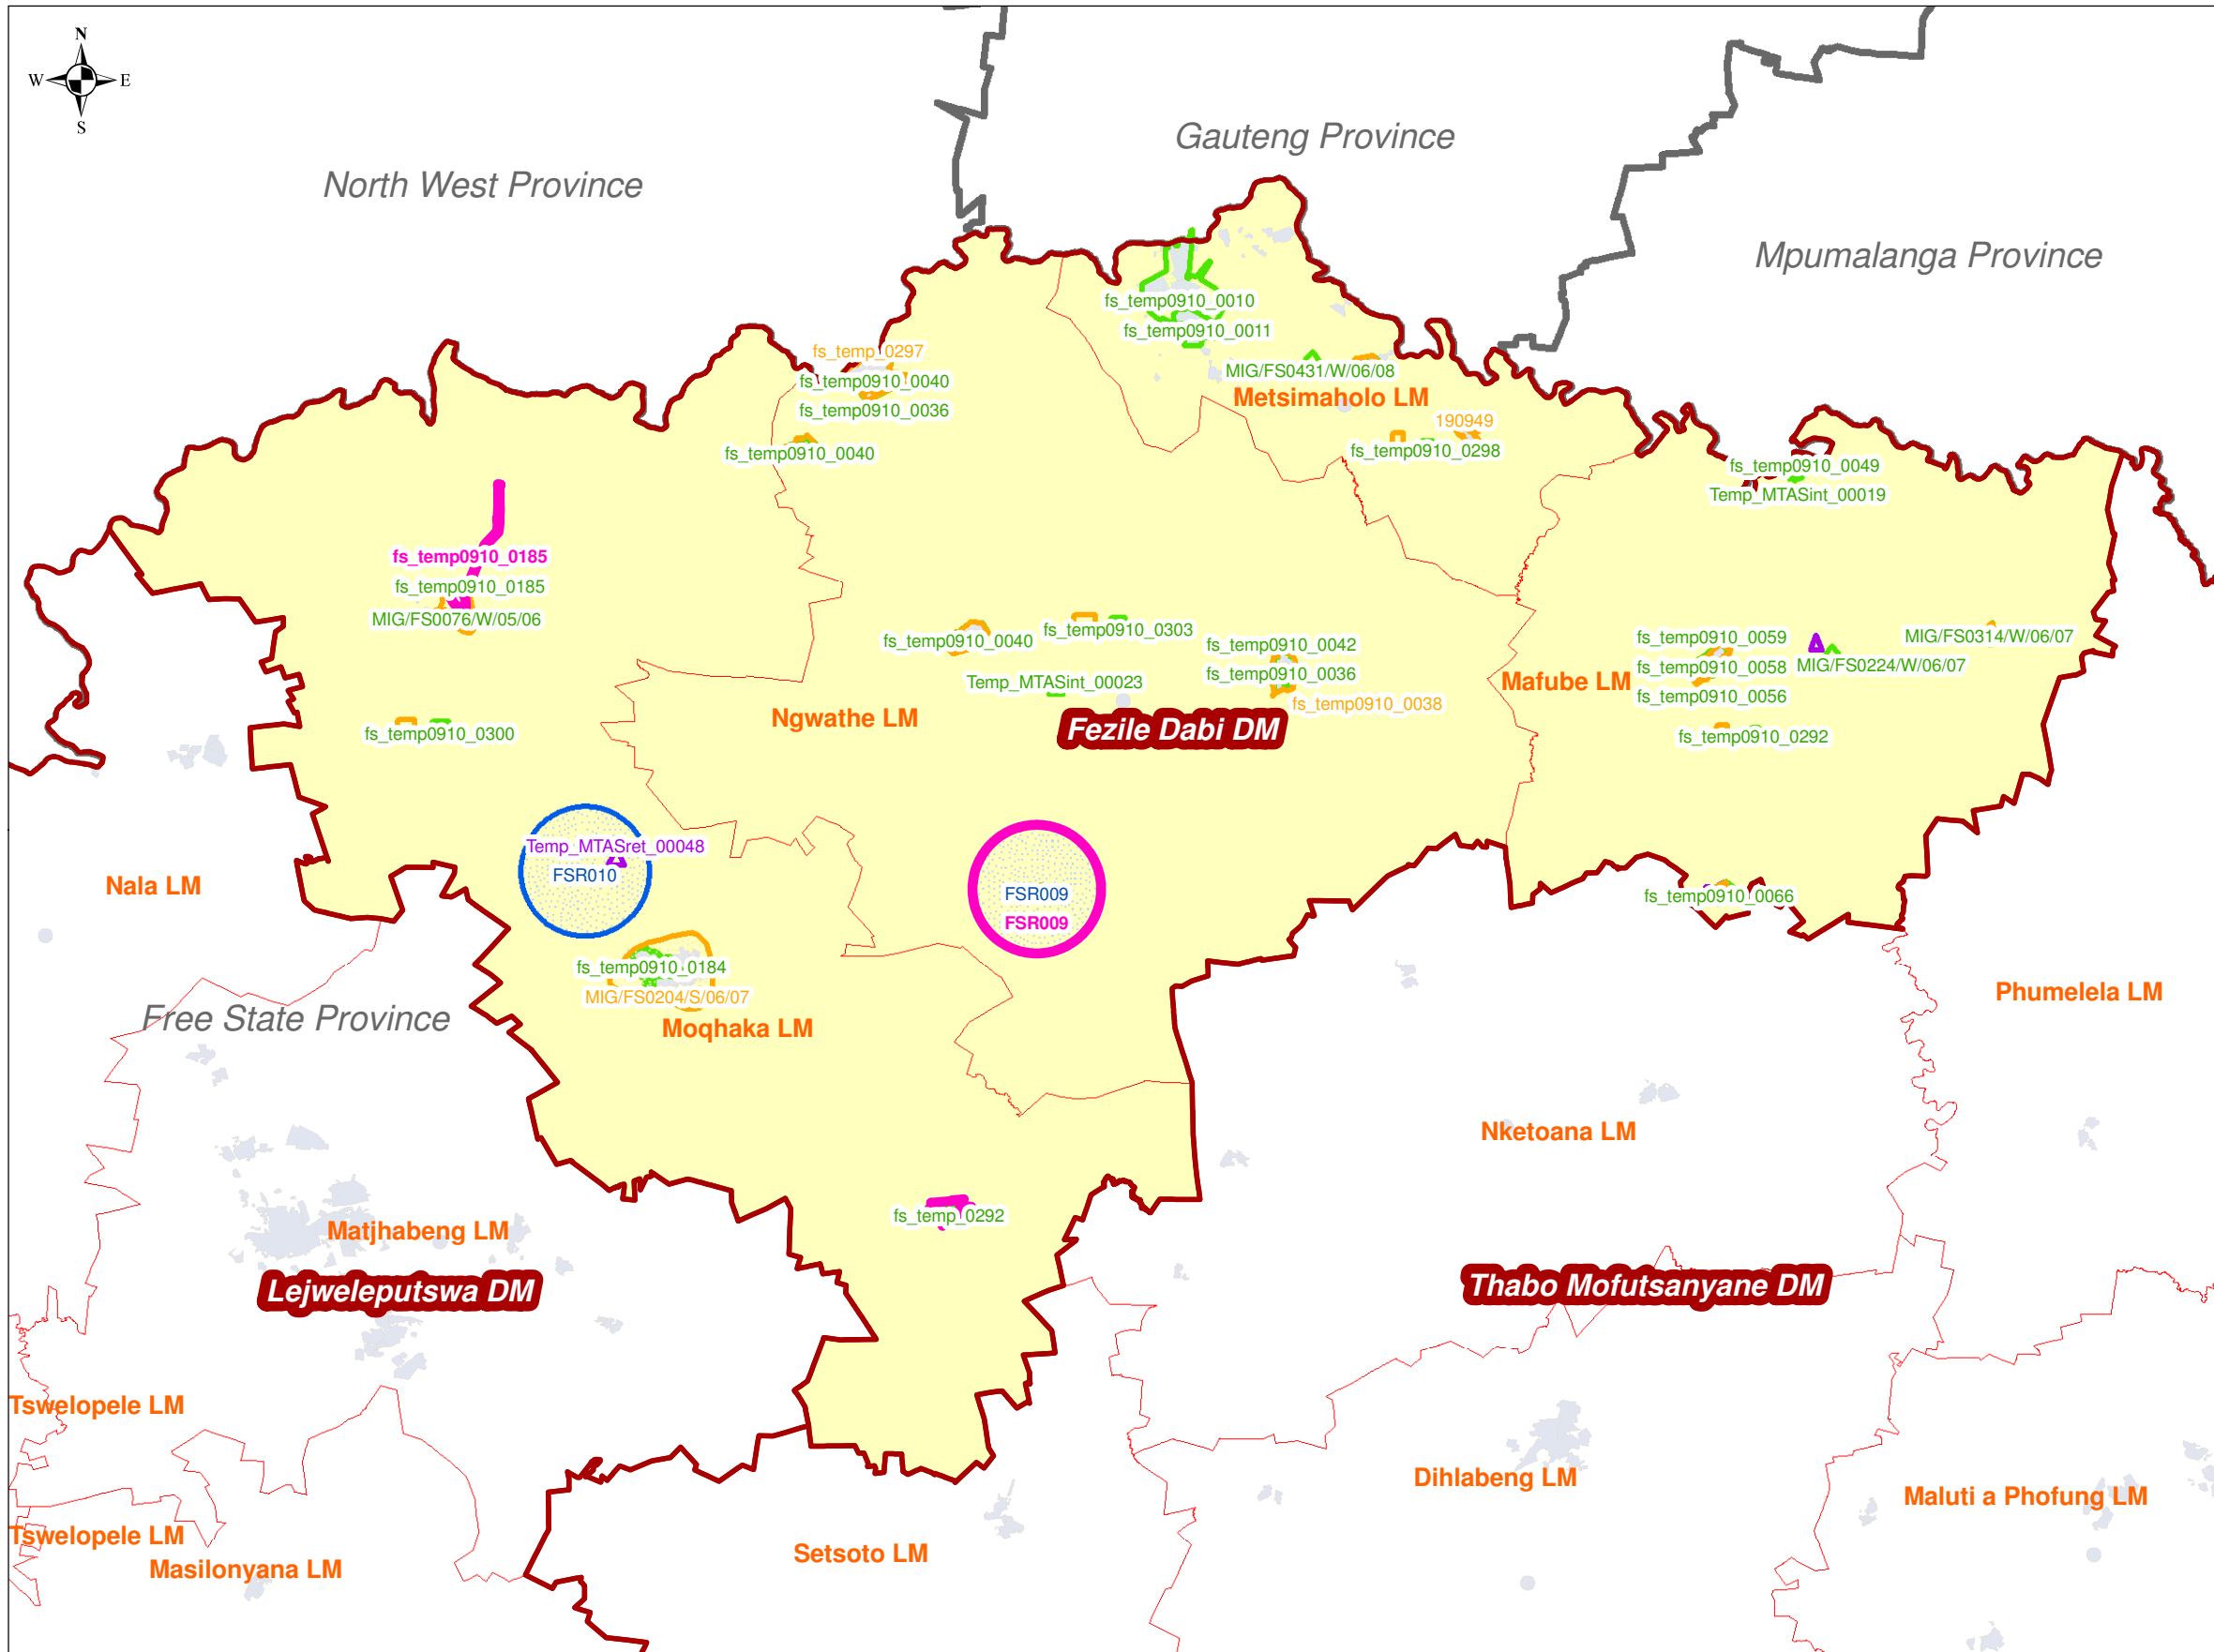 N
W E
S
Gauteng Province
North West Province
Mpumalanga Province
fs_temp0910_0010
fs_temp0910_0011
fs_temp_0297
fs_temp0910_0040
fs_temp0910_0036
MIG/FS0431/W/06/08
Metsimaholo LM
190949
fs_temp0910_0298
fs_temp0910_0040
fs_temp0910_0049
Temp_MTASint_00019
fs_temp0910_0185
fs_temp0910_0185
MIG/FS0076/W/05/06
fs_temp0910_0040
fs_temp0910_0303
fs_temp0910_0042
fs_temp0910_0036
fs_temp0910_0038
Temp_MTASint_00023
fs_temp0910_0059
fs_temp0910_0058
fs_temp0910_0056
MIG/FS0314/W/06/07
MIG/FS0224/W/06/07
Mafube LM
fs_temp0910_0292
Ngwathe LM
Fezile Dabi DM
fs_temp0910_0300
Temp_MTASret_00048
FSR010
FSR009
FSR009
Nala LM
fs_temp0910_0066
fs_temp0910_0184
MIG/FS0204/S/06/07
Moqhaka LM
Free State Province
Phumelela LM
Nketoana LM
fs_temp_0292
Matjhabeng LM
Lejweleputswa DM
Thabo Mofutsanyane DM
Tswelopele LM
Dihlabeng LM
Maluti a Phofung LM
Tswelopele LM
Masilonyana LM
Setsoto LM